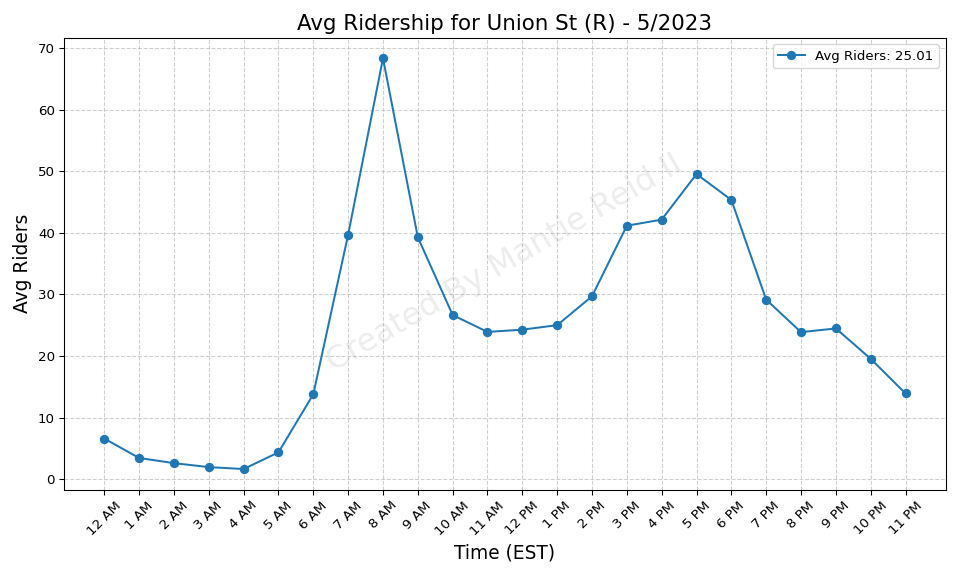 Avg Ridership for Union St (R) - 5/2023
Avg Riders: 25.01
Avg Riders
70
60
50
40
30
20
10
0
Created By Mantle Reid II
12 AM
1 AM
2 AM
3 AM
4 AM
5 AM
6 AM
7 AM
8 AM
9 AM
10 AM
11 AM
12 PM
1 PM
2 PM
3 PM
4 PM
5 PM
6 PM
7 PM
8 PM
9 PM
10 PM
11 PM
Time (EST)